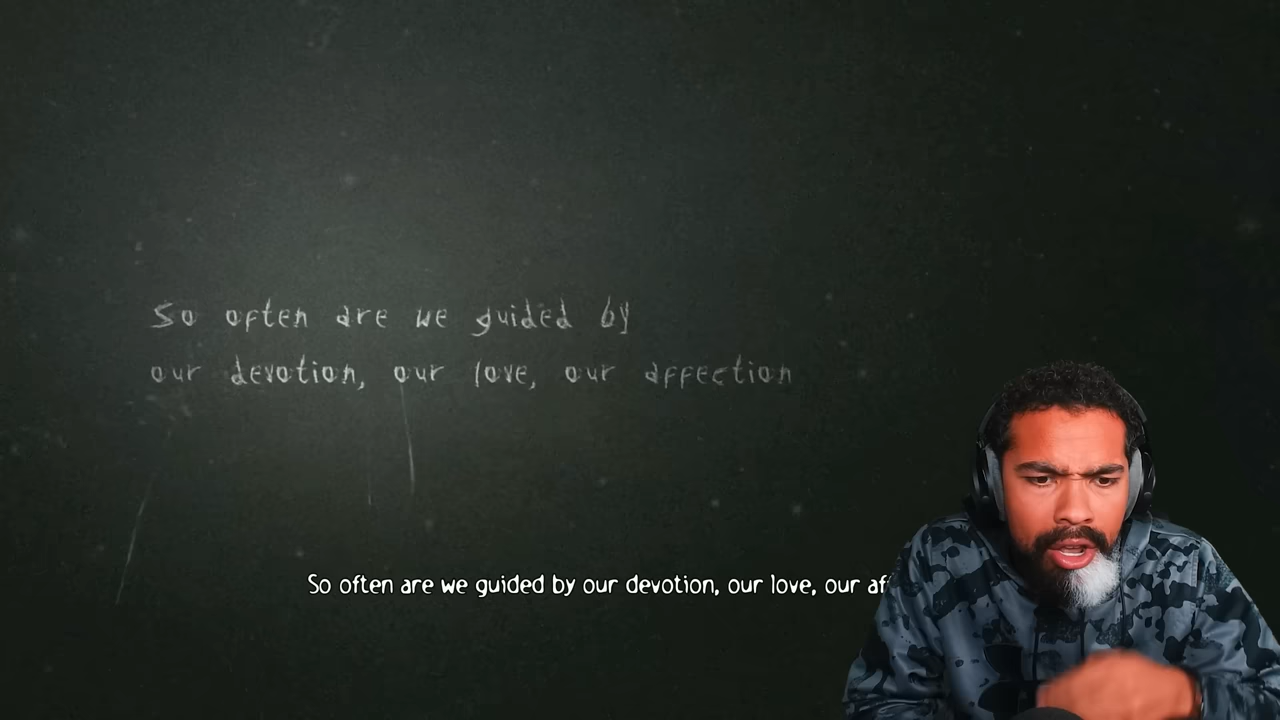 So often are we guided by
our devotion, our love, our affection
So often are we guided by our devotion, our love, our